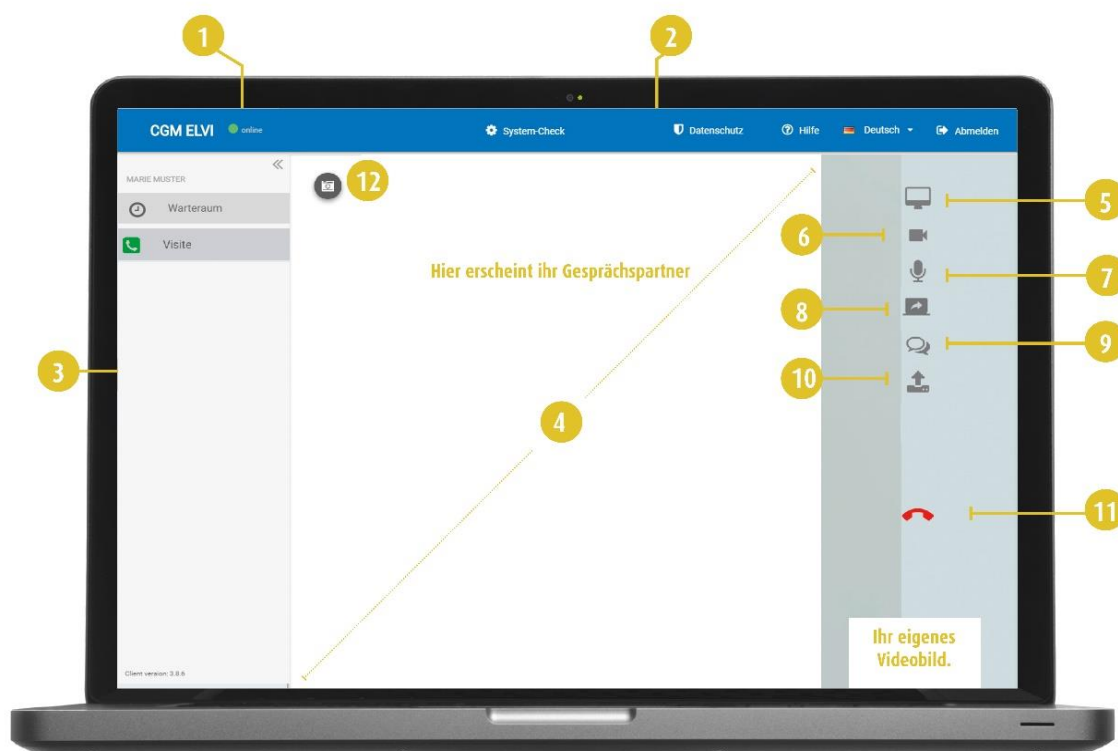 1
2
CGM ELVI online System-Check Datenschutz Hilfe Deutsch Abmelden
MARIE MUSTER
12
Warteraum
5
Visite
6
Hier erscheint ihr Gesprächspartner
7
8
9
3
10
4
11
Ihr eigenes
Videobild.
Client version: 3.8.6